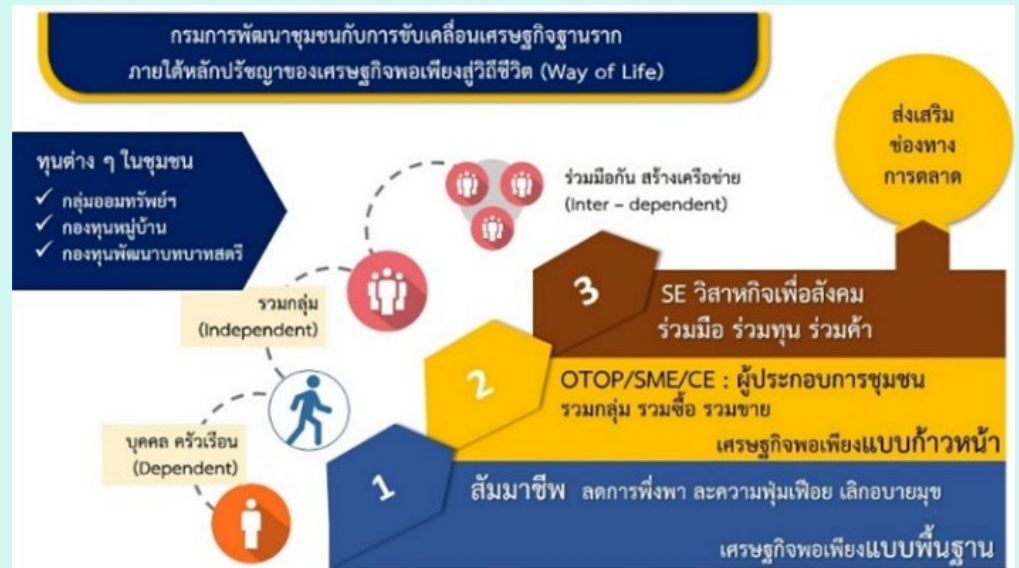 กรมการพัฒนาชุมชนกับการขับเคลื่อนเศรษฐกิจฐานราก
ภายใต้หลักปรัชญาของเศรษฐกิจพอเพียงสู่วิถีชีวิต (Way of Life)
ส่งเสริม
ช่องทาง
การตลาด
ทุนต่าง ๆ ในชุมชน
✓ กลุ่มออมทรัพย์ฯ
✓ กองทุนหมู่บ้าน
✓ กองทุนพัฒนาบทบาทสตรี
ร่วมมือกัน สร้างเครือข่าย
(Inter – dependent)
รวมกลุ่ม
(Independent)
บุคคล ครัวเรือน
(Dependent)
3
SE วิสาหกิจเพื่อสังคม
ร่วมมือ ร่วมทุน ร่วมค้า
2
OTOP/SME/CE : ผู้ประกอบการชุมชน
รวมกลุ่ม รวมซื้อ รวมขาย
เศรษฐกิจพอเพียงแบบก้าวหน้า
1
สัมมาชีพ ลดการพึ่งพา ละความฟุ่มเฟือย เลิกอบายมุข
เศรษฐกิจพอเพียงแบบพื้นฐาน